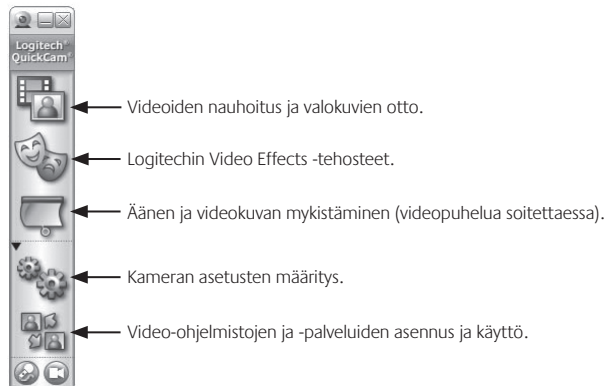 Logitech®
QuickCam®
Videoiden nauhoitus ja valokuvien otto.
Logitechin Video Effects -tehosteet.
Äänen ja videokuvan mykistäminen (videopuhelua soitettaessa).
Kameran asetusten määritys.
Video-ohjelmistojen ja -palveluiden asennus ja käyttö.